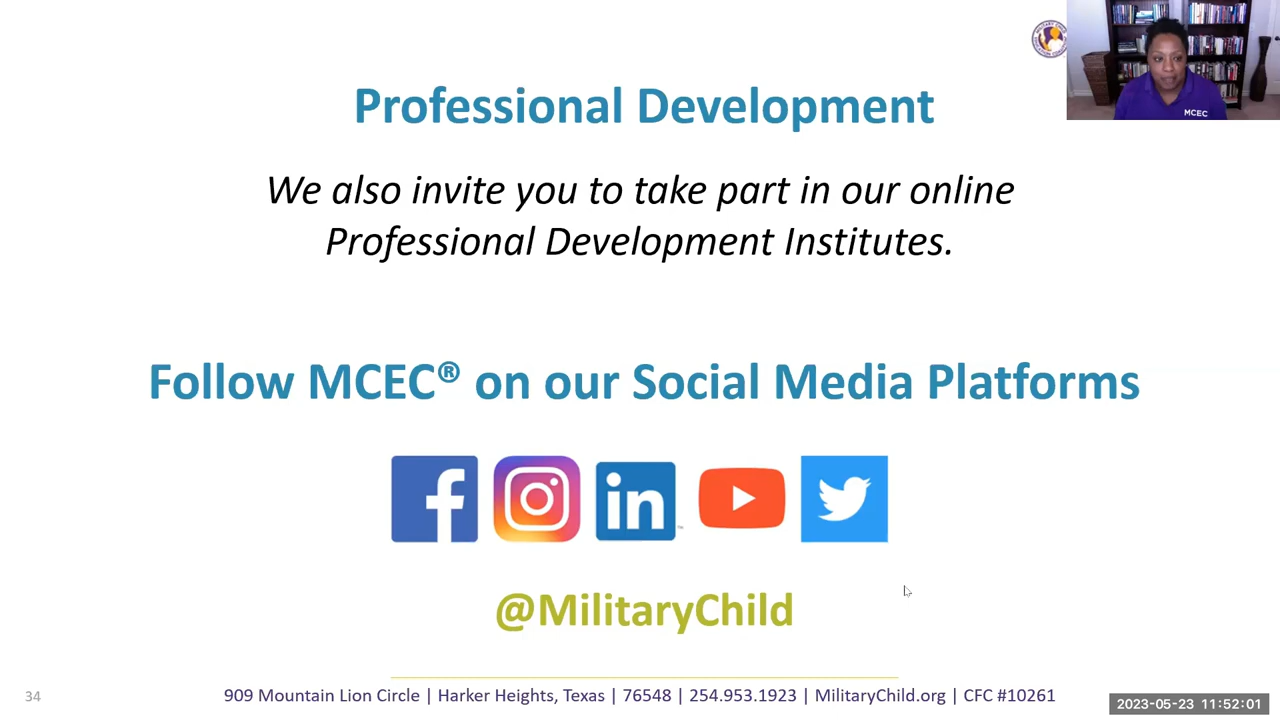 Professional Development
We also invite you to take part in our online
Professional Development Institutes.
Follow MCEC® on our Social Media Platforms
in™
@MilitaryChild
34
909 Mountain Lion Circle | Harker Heights, Texas | 76548 | 254.953.1923 | MilitaryChild.org | CFC #10261
MCEC
2023-05-23 11:52:01